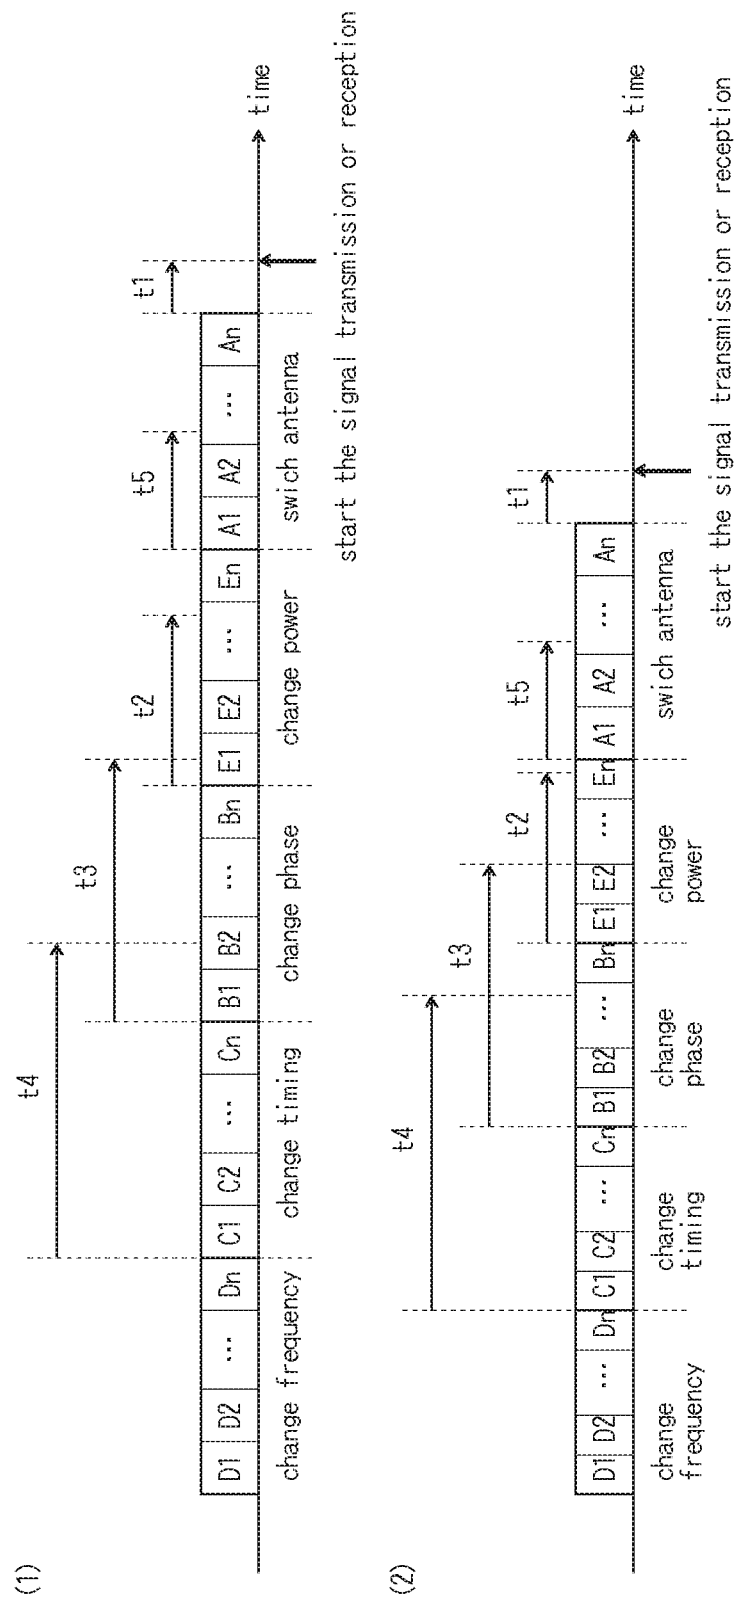 (1)
t4
t3
t2
t5
t1
D1 D2 ... Dn C1 C2 ... Cn B1 B2 ... Bn E1 E2 ... En A1 A2 ... An
time
change frequency
change timing
change phase
change power
swich antenna
start the signal transmission or reception
(2)
t4
t3
t2
t5
t1
D1 D2 ... Dn C1 C2 ... Cn B1 B2 ... Bn E1 E2 ... En A1 A2 ... An
time
change
frequency
change
timing
change
phase
change
power
swich antenna
start the signal transmission or reception